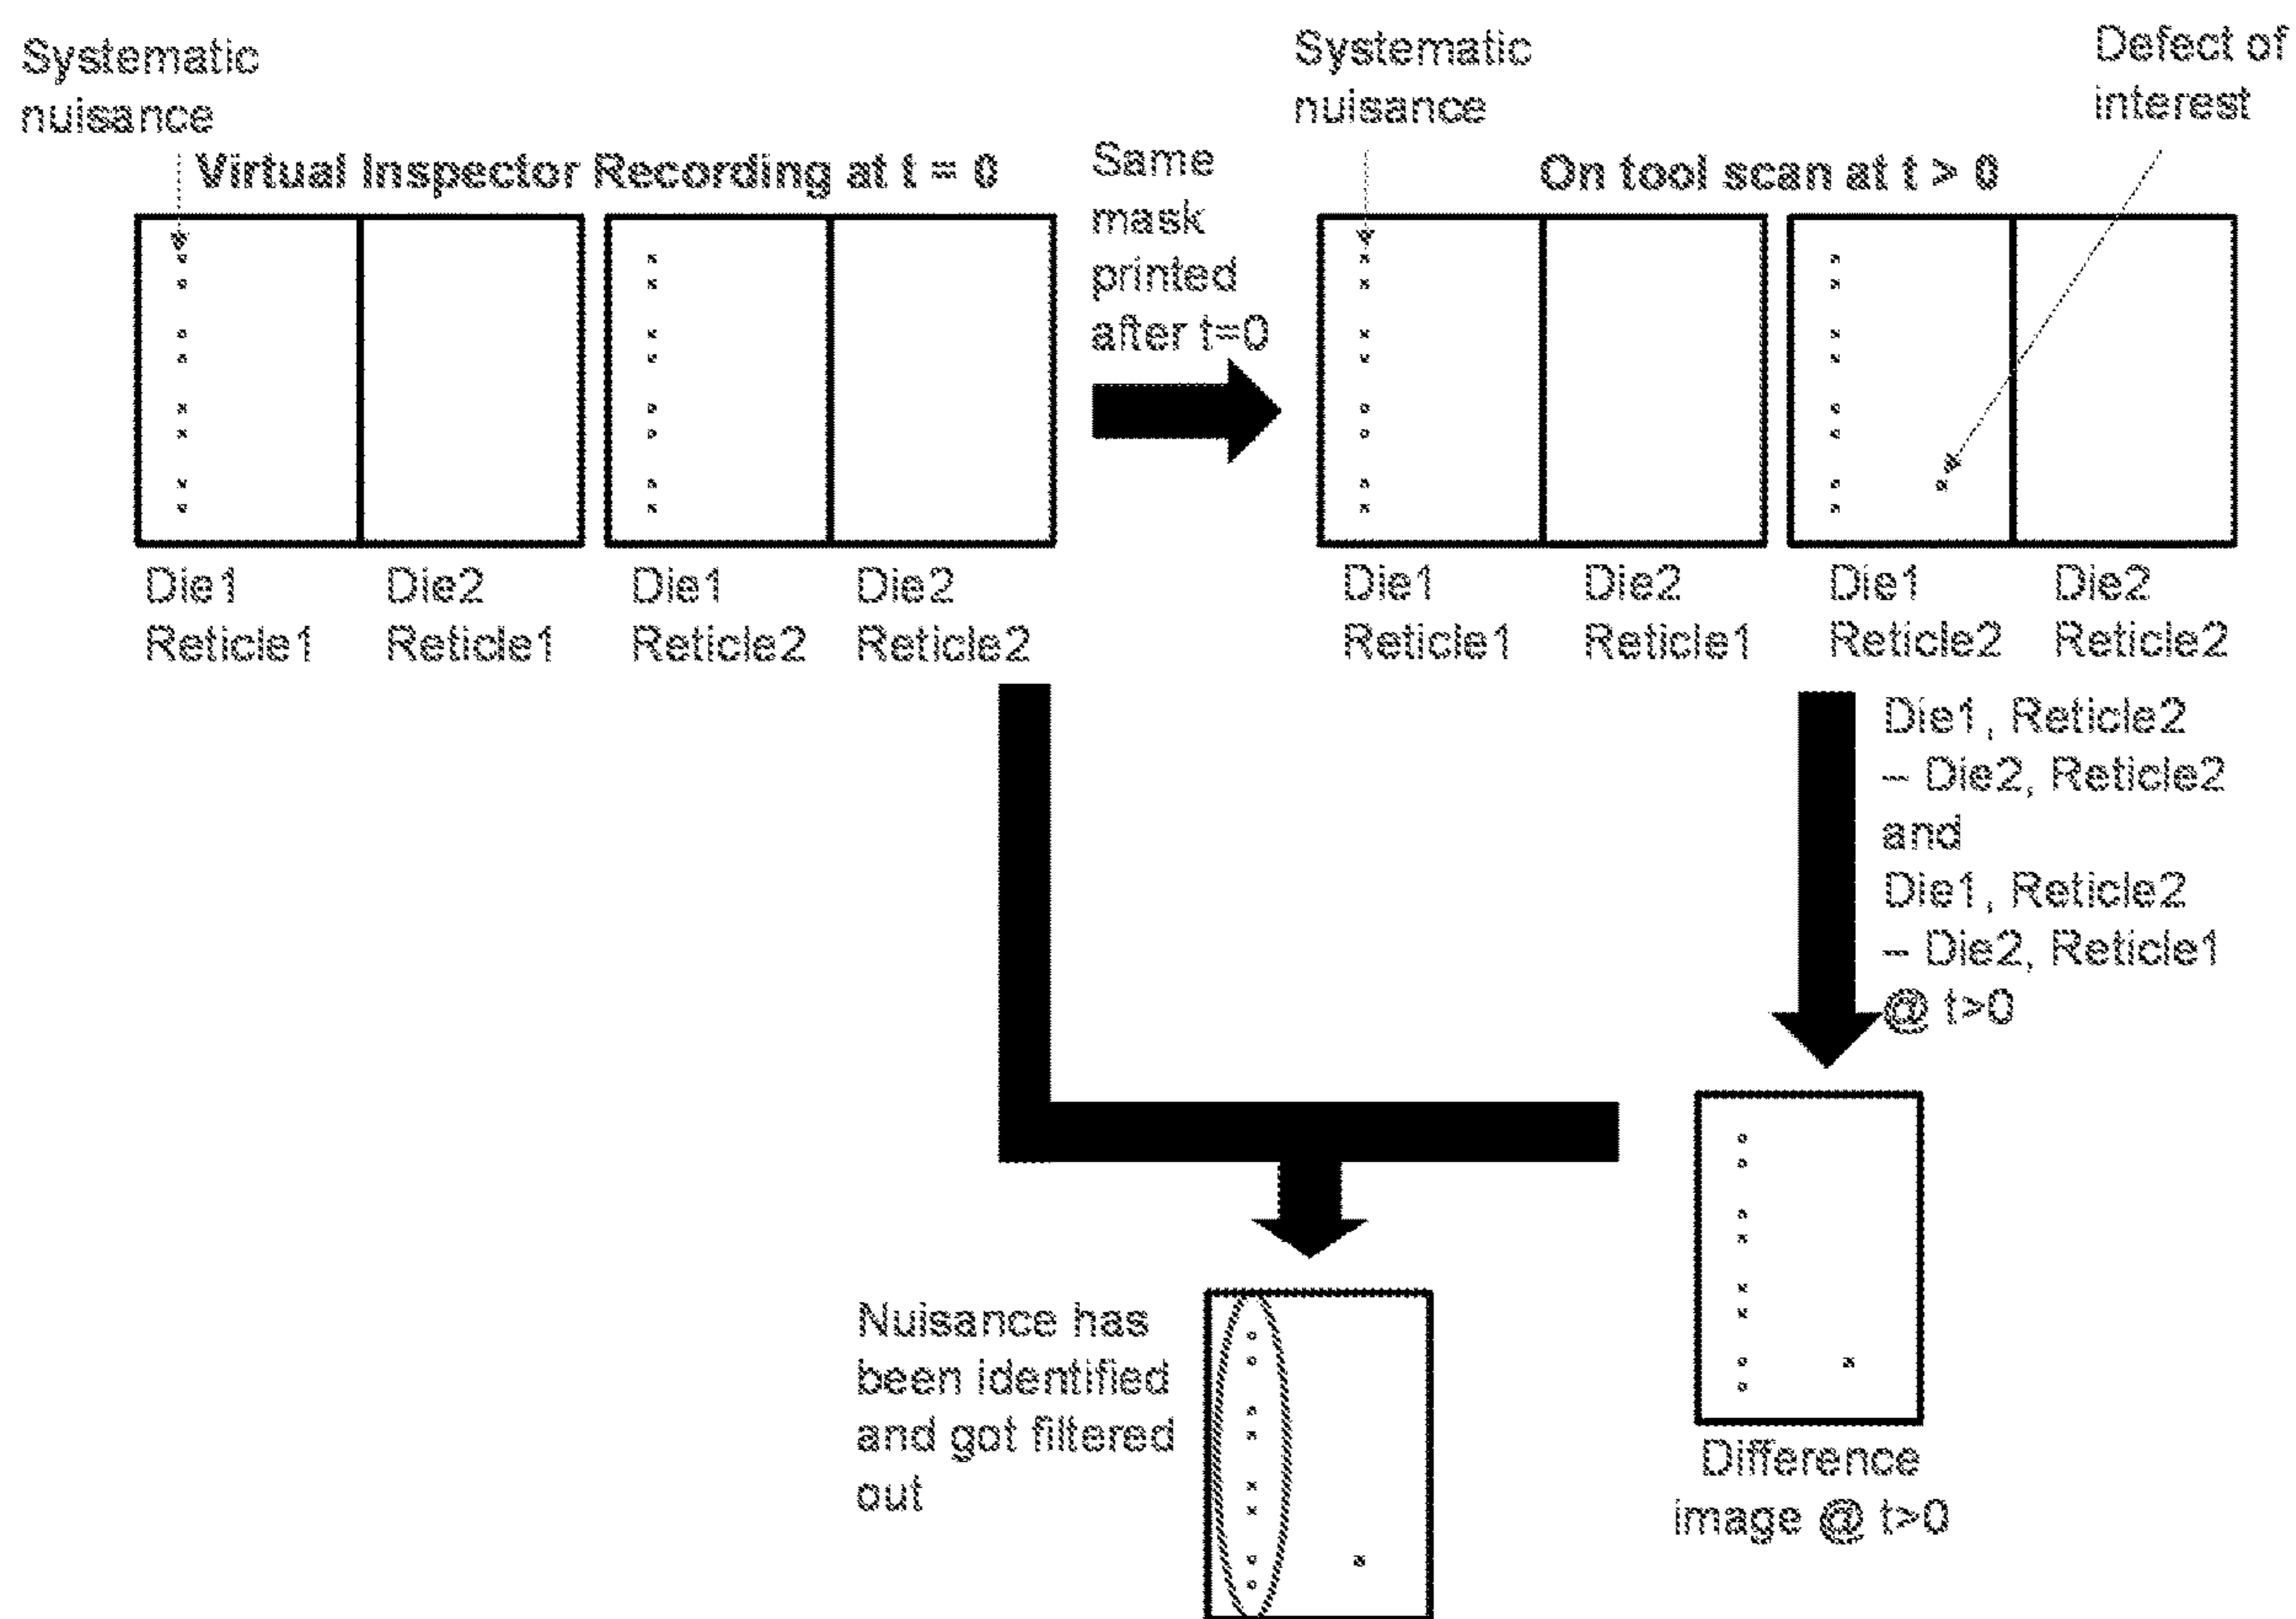 Systematic
nuisance
Virtual Inspector Recording at t = 0
Same
mask
printed
after t=0
Systematic
nuisance
Defect of
interest
On tool scan at t > 0
Die1
Reticle1
Die2
Reticle1
Die1
Reticle2
Die2
Reticle2
Die1
Reticle1
Die2
Reticle1
Die1
Reticle2
Die2
Reticle2
Die1, Reticle2
– Die2, Reticle2
and
Die1, Reticle2
– Die2, Reticle1
@ t>0
Nuisance has
been identified
and got filtered
out
Difference
image @ t>0